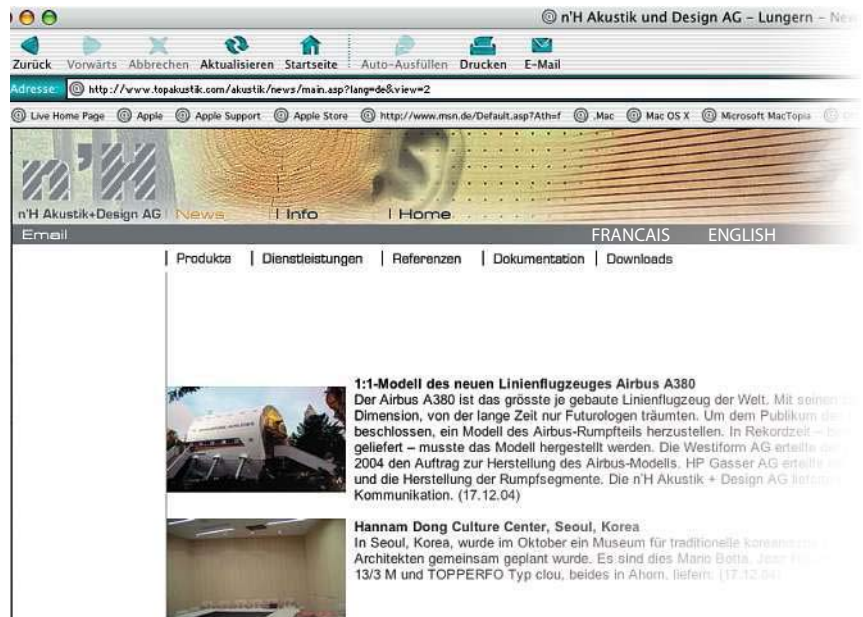 n'H Akustik und Design AG – Lungern – New
Zurück Vorwärts Abbrechen Aktualisieren Startseite Auto-Ausfüllen Drucken E-Mail
Adresse: http://www.topakustik.com/akustik/news/main.asp?lang=de&view=2
Live Home Page Apple Apple Support Apple Store http://www.msn.de/Default.asp?Ath=f .Mac Mac OS X Microsoft MacTopia
n'H
n'H Akustik+Design AG News Info Home
Email FRANCAIS ENGLISH
Produkte Dienstleistungen Referenzen Dokumentation Downloads
1:1-Modell des neuen Linienflugzeuges Airbus A380
Der Airbus A380 ist das grösste je gebaute Linienflugzeug der Welt. Mit seinen
Dimension, von der lange Zeit nur Futurologen träumten. Um dem Publikum
beschlossen, ein Modell des Airbus-Rumpfteils herzustellen. In Rekordzeit –
geliefert – musste das Modell hergestellt werden. Die Westiform AG erteilte
2004 den Auftrag zur Herstellung des Airbus-Modells. HP Gasser AG erteilte
und die Herstellung der Rumpfsegmente. Die n'H Akustik + Design AG lieferte
Kommunikation. (17.12.04)
SINGAPORE AIRLINES
Hannam Dong Culture Center, Seoul, Korea
In Seoul, Korea, wurde im Oktober ein Museum für traditionelle
Architekten gemeinsam geplant wurde. Es sind dies Mario Botta, Jean
13/3 M und TOPPERFO Typ clou, beides in Ahorn, liefern. (17.12.04)